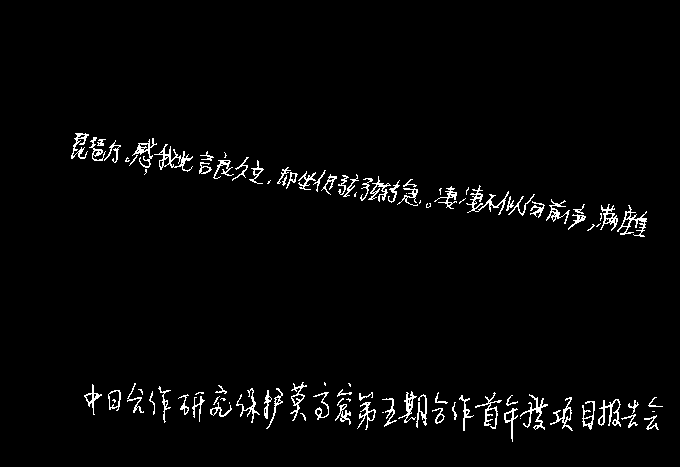 琵琶行。感我此言良久立,却坐促弦弦转急。凄凄不似向前声,满座重
中日合作研究保护莫高窟第五期合作首年度项目报告会